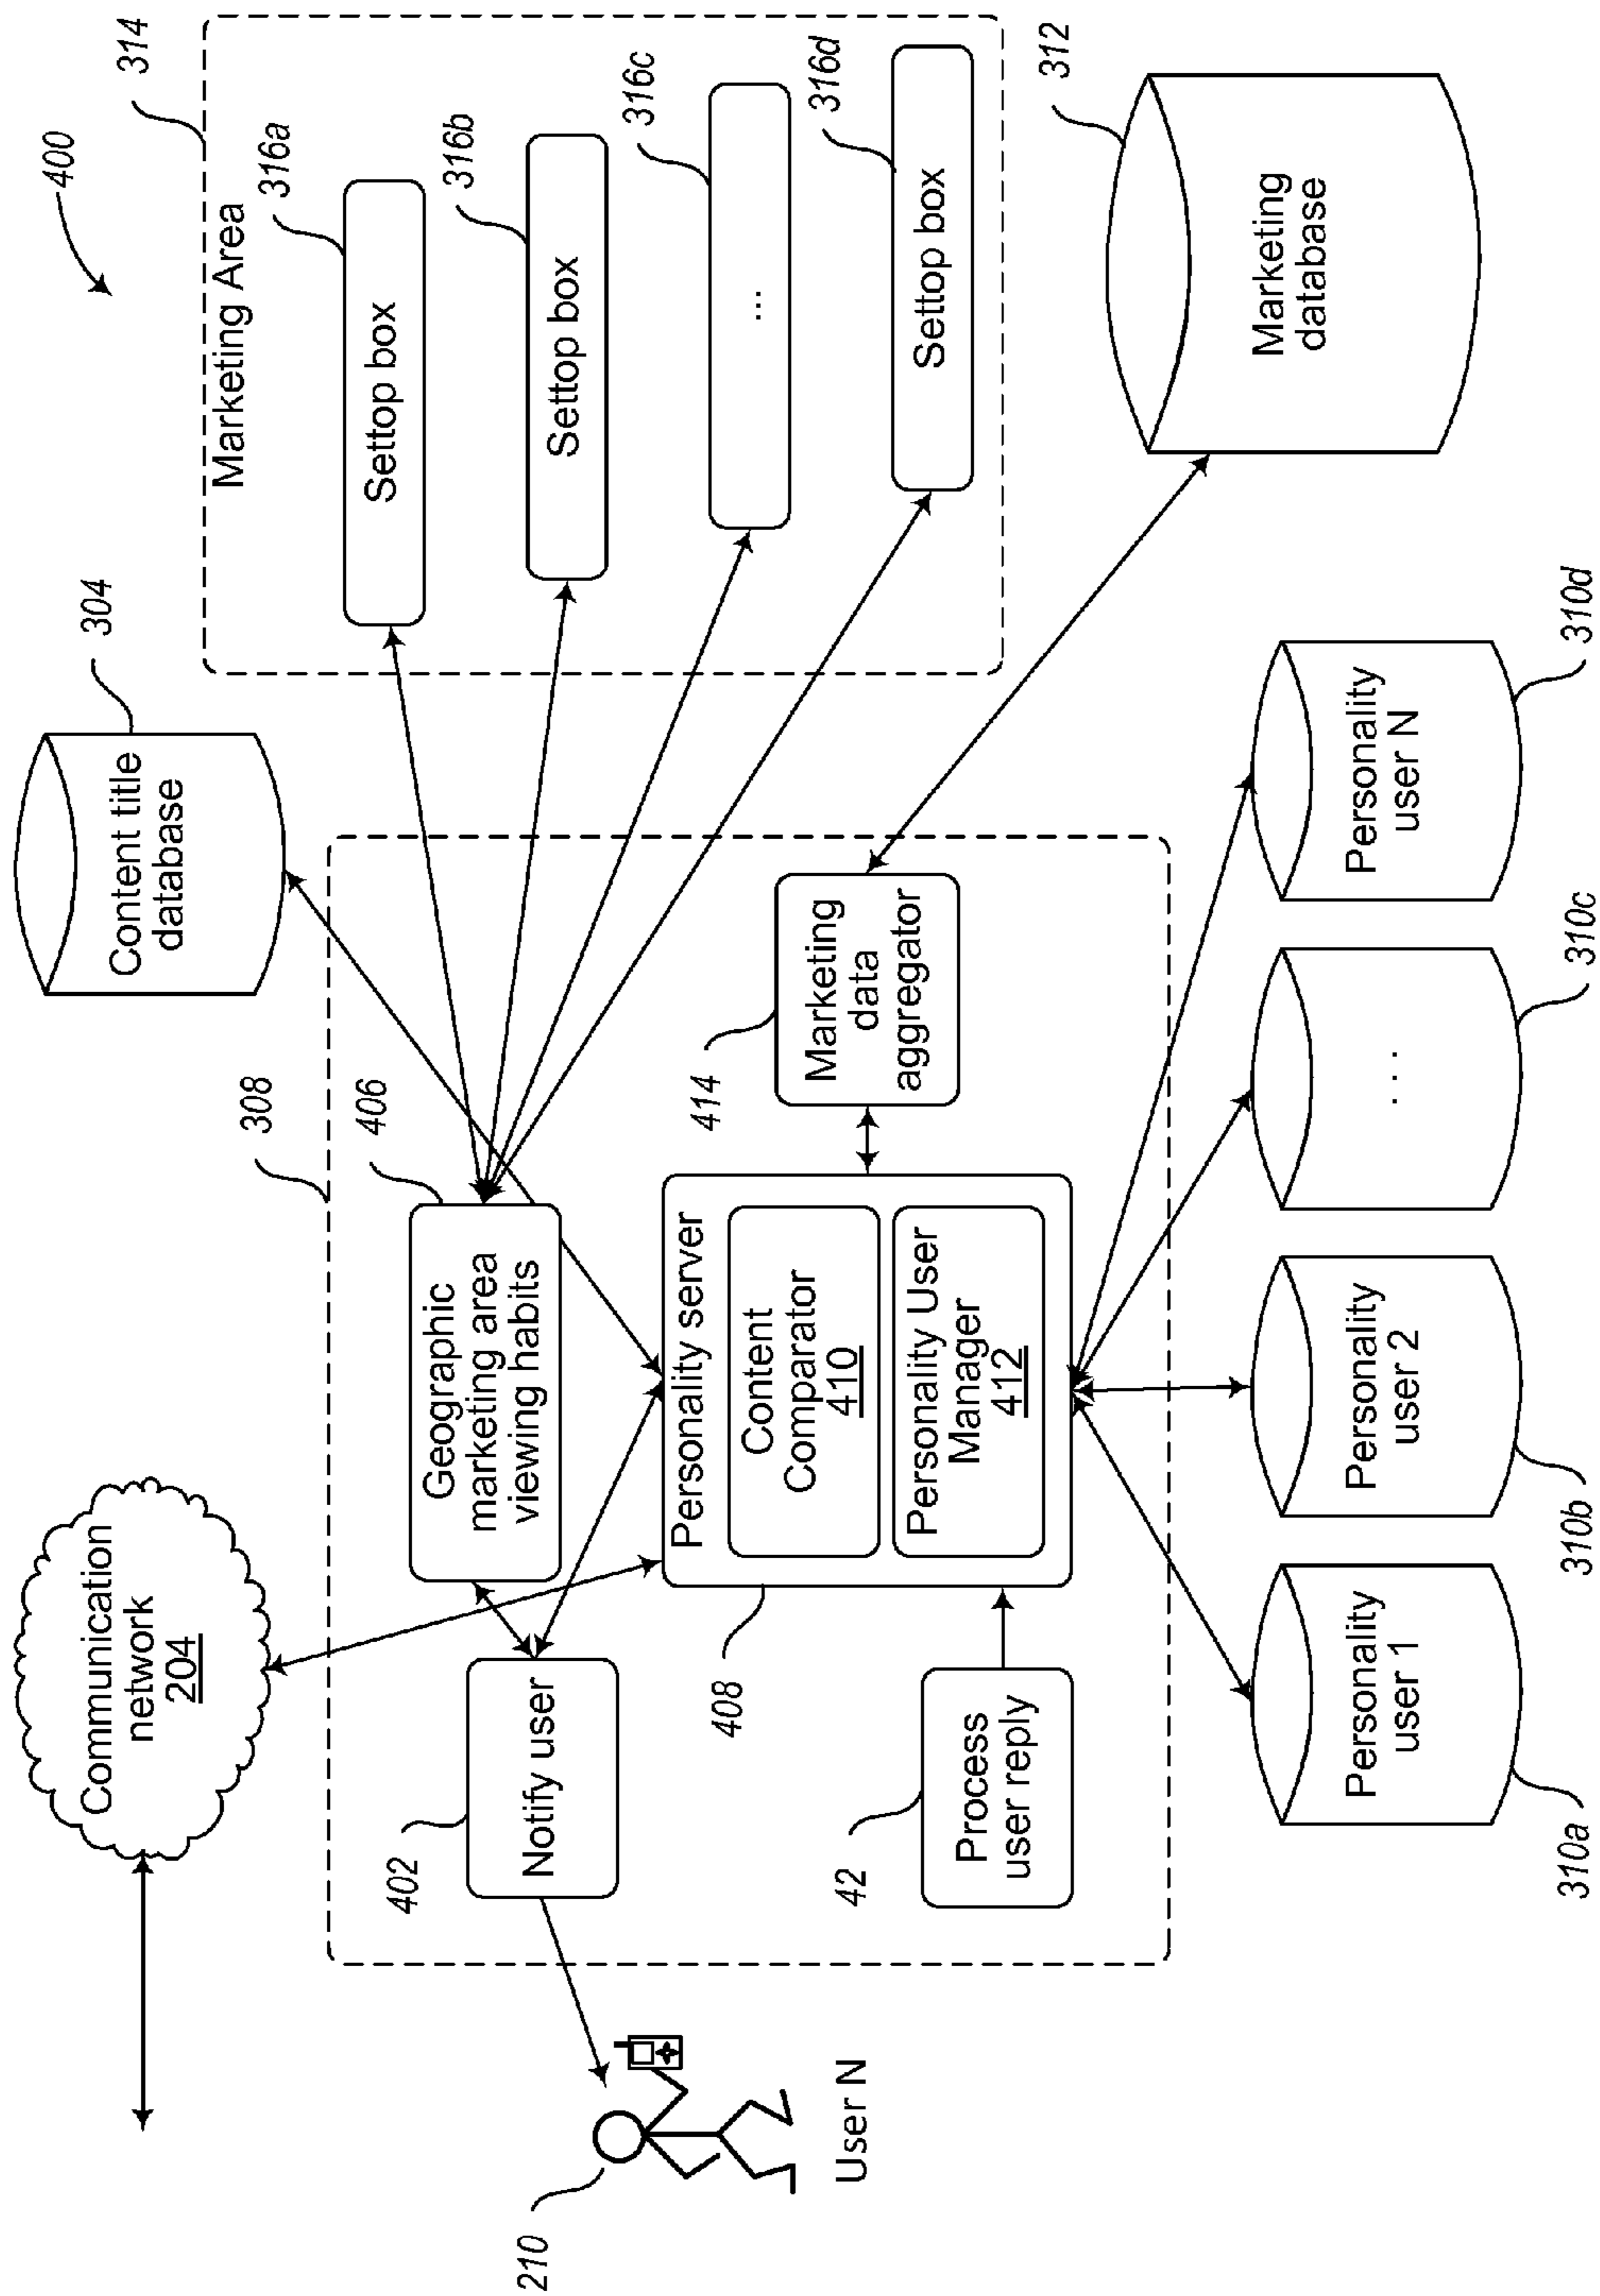 400
Communication
network
204
Content title
database
304
314
Marketing Area
316a
Settop box
316b
Settop box
316c
...
316d
Settop box
308
402
Notify user
406
Geographic
marketing area
viewing habits
408
Personality server
Content
Comparator
410
Personality User
Manager
412
414
Marketing
data
aggregator
42
Process
user reply
210
User N
312
Marketing
database
Personality
user 1
310a
Personality
user 2
310b
...
310c
Personality
user N
310d